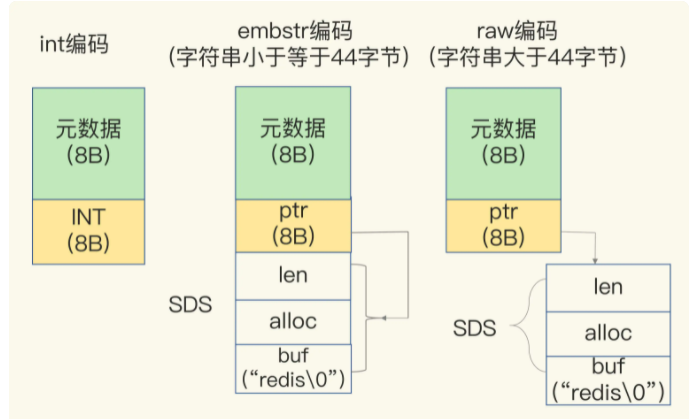 int编码
元数据
(8B)
INT
(8B)
embstr编码
(字符串小于等于44字节)
元数据
(8B)
ptr
(8B)
SDS
len
alloc
buf
(“redis\0”)
raw编码
(字符串大于44字节)
元数据
(8B)
ptr
(8B)
SDS
len
alloc
buf
(“redis\0”)